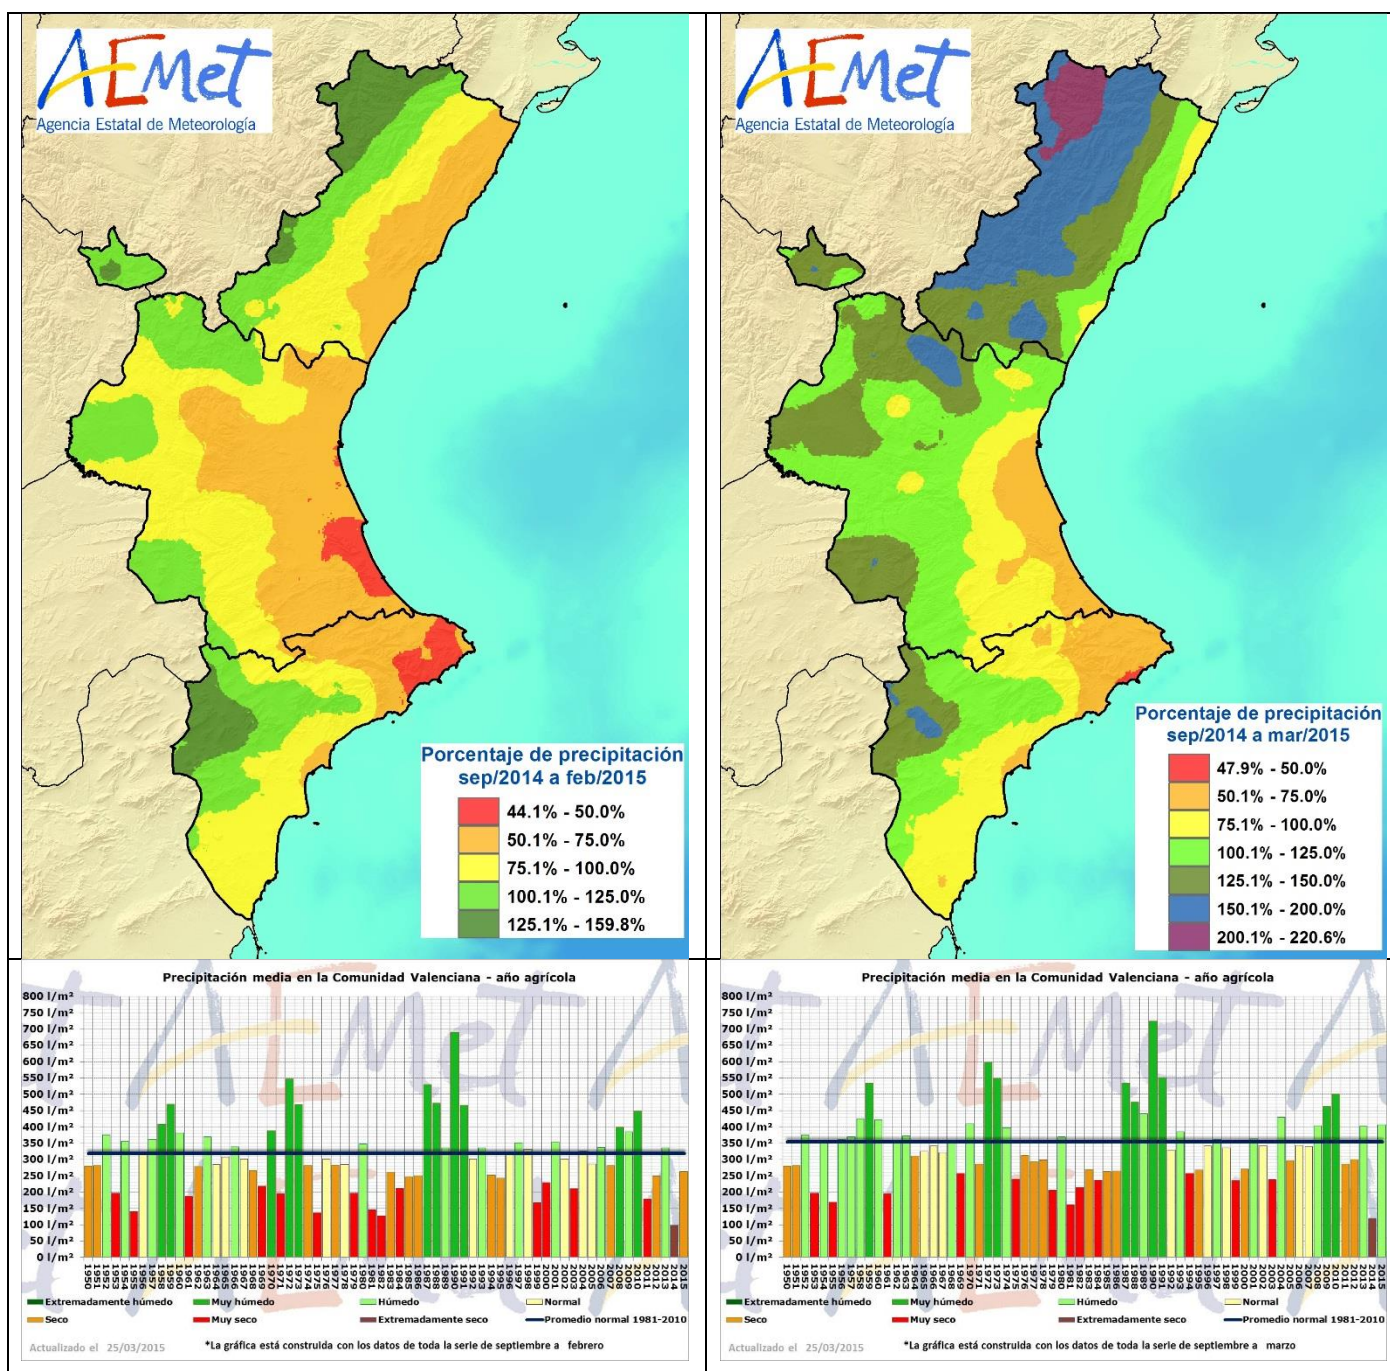 AEMet
Agencia Estatal de Meteorología
Porcentaje de precipitación
sep/2014 a feb/2015
44.1% - 50.0%
50.1% - 75.0%
75.1% - 100.0%
100.1% - 125.0%
125.1% - 159.8%
AEMet
Agencia Estatal de Meteorología
Porcentaje de precipitación
sep/2014 a mar/2015
47.9% - 50.0%
50.1% - 75.0%
75.1% - 100.0%
100.1% - 125.0%
125.1% - 150.0%
150.1% - 200.0%
200.1% - 220.6%
Precipitación media en la Comunidad Valenciana - año agrícola
800 l/m²
750 l/m²
700 l/m²
650 l/m²
600 l/m²
550 l/m²
500 l/m²
450 l/m²
400 l/m²
350 l/m²
300 l/m²
250 l/m²
200 l/m²
150 l/m²
100 l/m²
50 l/m²
0 l/m²
Extremadamente húmedo Muy húmedo Húmedo Normal
Seco Muy seco Extremadamente seco Promedio normal 1981-2010
Actualizado el 25/03/2015 *La gráfica está construida con los datos de toda la serie de septiembre a febrero
Precipitación media en la Comunidad Valenciana - año agrícola
800 l/m²
750 l/m²
700 l/m²
650 l/m²
600 l/m²
550 l/m²
500 l/m²
450 l/m²
400 l/m²
350 l/m²
300 l/m²
250 l/m²
200 l/m²
150 l/m²
100 l/m²
50 l/m²
0 l/m²
Extremadamente húmedo Muy húmedo Húmedo Normal
Seco Muy seco Extremadamente seco Promedio normal 1981-2010
Actualizado el 25/03/2015 *La gráfica está construida con los datos de toda la serie de septiembre a marzo